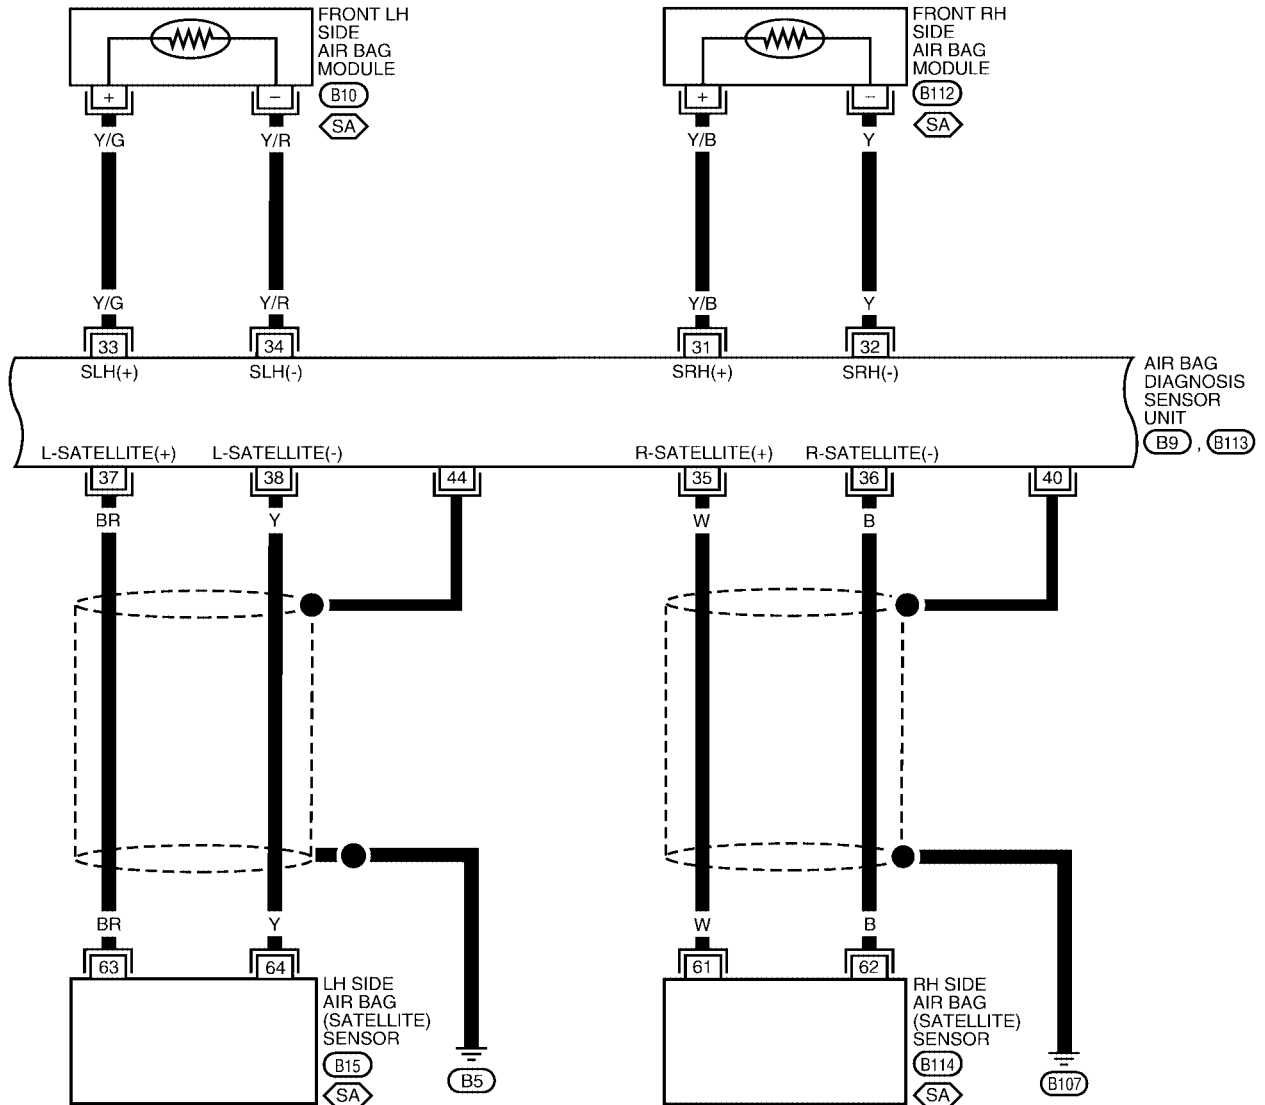 FRONT LH
SIDE
AIR BAG
MODULE
B10
SA
FRONT RH
SIDE
AIR BAG
MODULE
B112
SA
+ −
+ −
Y/G Y/R Y/B Y
Y/G Y/R Y/B Y
33 34 31 32
SLH(+) SLH(-) SRH(+) SRH(-)
AIR BAG
DIAGNOSIS
SENSOR
UNIT
B9 , B113
L-SATELLITE(+) L-SATELLITE(-) R-SATELLITE(+) R-SATELLITE(-)
37 38 44 35 36 40
BR Y W B
BR Y W B
63 64 61 62
LH SIDE
AIR BAG
(SATELLITE)
SENSOR
B15
SA
B5
RH SIDE
AIR BAG
(SATELLITE)
SENSOR
B114
SA
B107